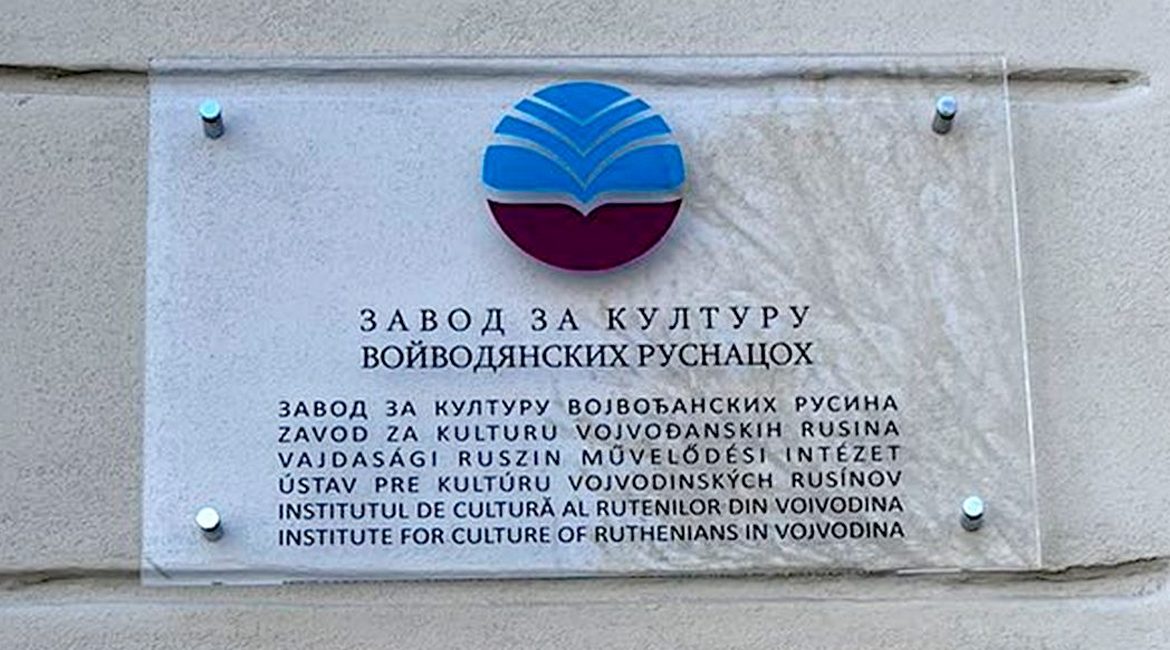 ЗАВОД ЗА КУЛТУРУ
ВОЙВОДЯНСКИХ РУСНАЦОХ
ЗАВОД ЗА КУЛТУРУ ВОЈВОЂАНСКИХ РУСИНА
ZAVOD ZA KULTURU VOJVOĐANSKIH RUSINA
VAJDASÁGI RUSZIN MŰVELŐDÉSI INTÉZET
ÚSTAV PRE KULTÚRU VOJVODINSKÝCH RUSÍNOV
INSTITUTUL DE CULTURĂ AL RUTENILOR DIN VOIVODINA
INSTITUTE FOR CULTURE OF RUTHENIANS IN VOJVODINA